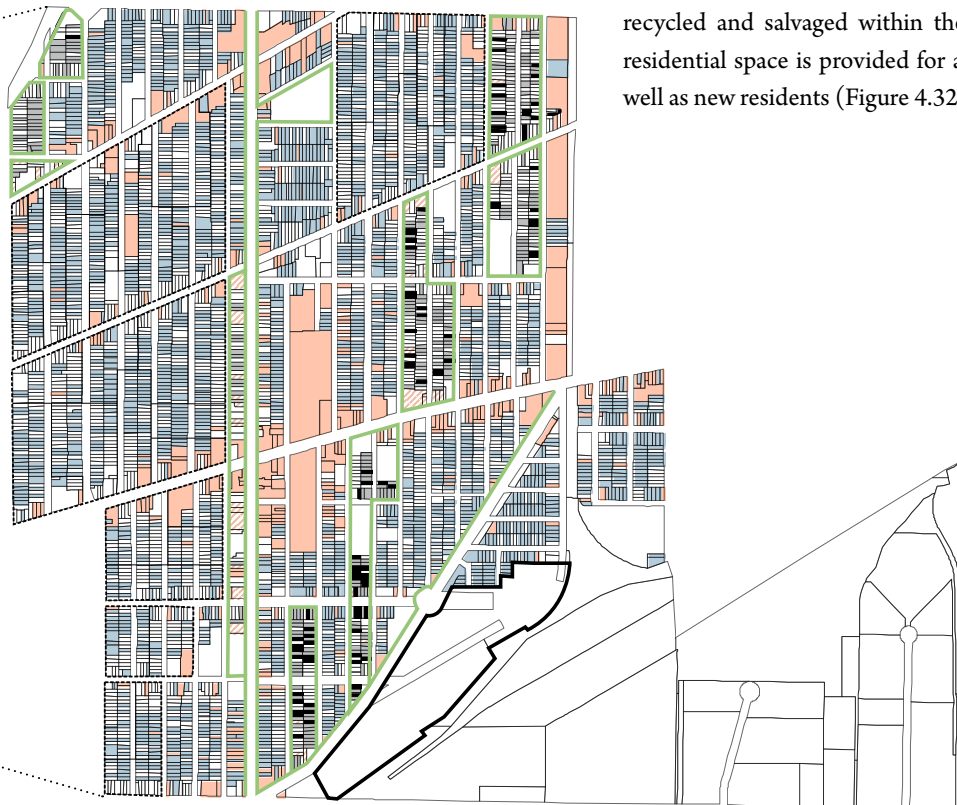 recycled and salvaged within the
residential space is provided for a
well as new residents (Figure 4.32